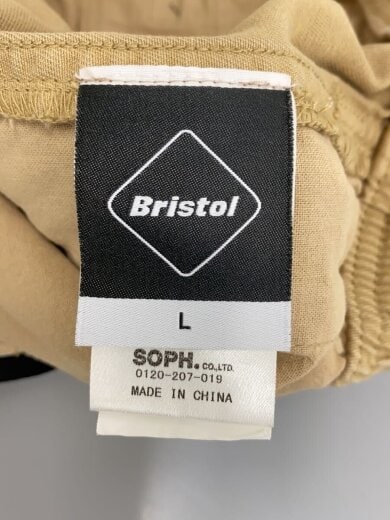 Bristol
L
SOPH.CO.,LTD.
0120-207-019
MADE IN CHINA